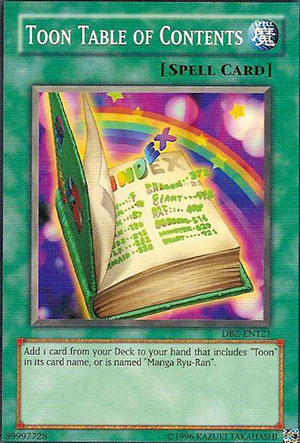 TOON TABLE OF CONTENTS 魔
[SPELL CARD]
INDEX
DB2-EN121
Add 1 card from your Deck to your hand that includes "Toon"
in its card name, or is named "Manga Ryu-Ran".
89997728
©1996 KAZUKI TAKAHASHI